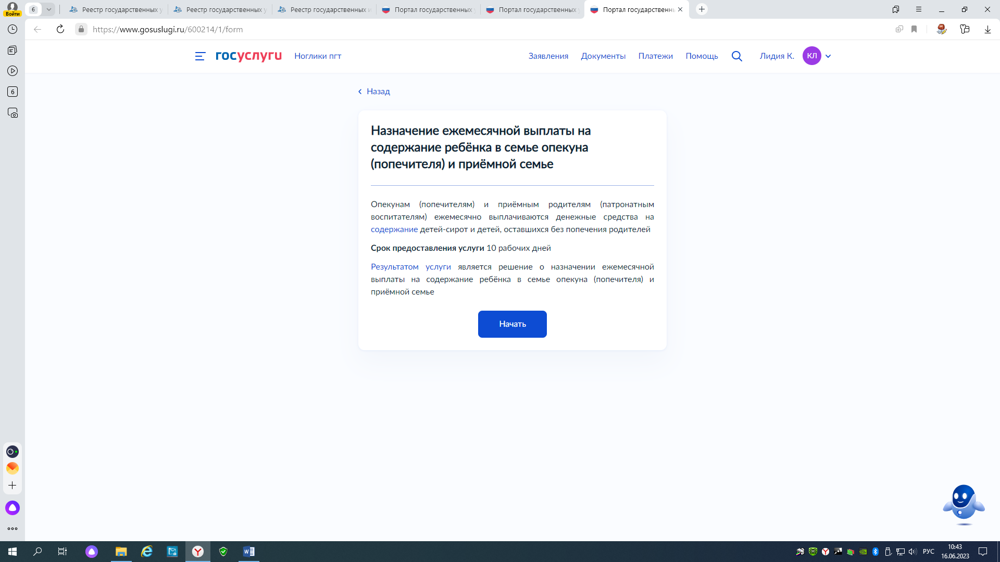 6
Реестр государственных у
Реестр государственных у
Реестр государственных и
Портал государственных у
Портал государственных у
Портал государственнь
Войти
https://www.gosuslugi.ru/600214/1/form
6
госуслуги
Ноглики пгт
Заявления
Документы
Платежи
Помощь
Лидия К.
КЛ
Назад
Назначение ежемесячной выплаты на
содержание ребёнка в семье опекуна
(попечителя) и приёмной семье
Опекунам (попечителям) и приёмным родителям (патронатным
воспитателям) ежемесячно выплачиваются денежные средства на
содержание детей-сирот и детей, оставшихся без попечения родителей
Срок предоставления услуги 10 рабочих дней
Результатом услуги является решение о назначении ежемесячной
выплаты на содержание ребёнка в семье опекуна (попечителя) и
приёмной семье
Начать
РУС
10:43
16.06.2023